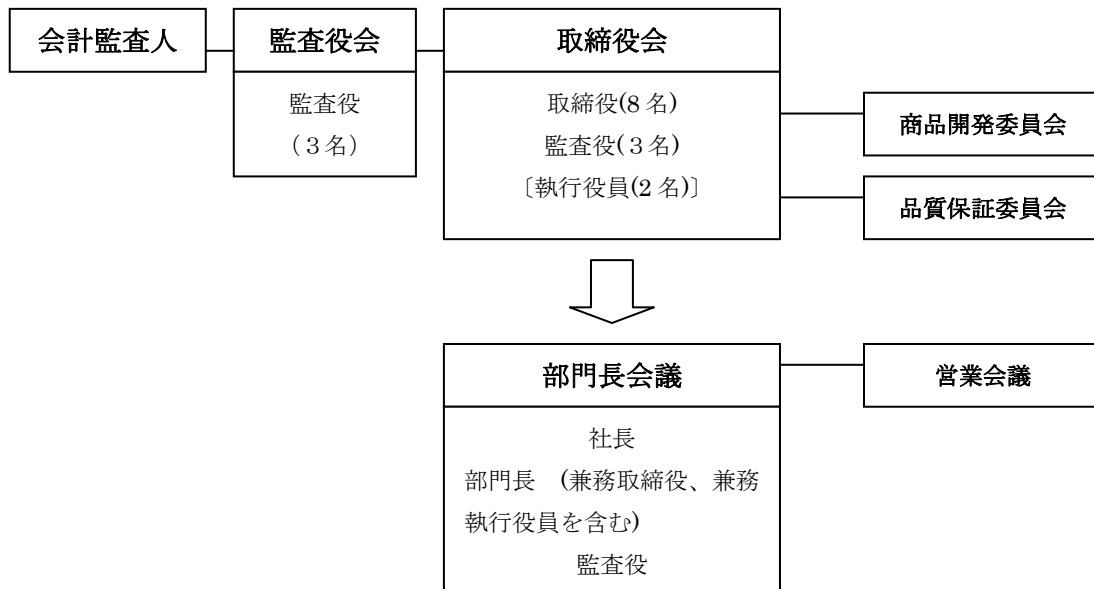 会計監査人
監査役会
取締役会
監査役
(３名)
取締役(8 名)
監査役(３名)
〔執行役員(2 名)〕
商品開発委員会
品質保証委員会
部門長会議
営業会議
社長
部門長　(兼務取締役、兼務
執行役員を含む)
監査役